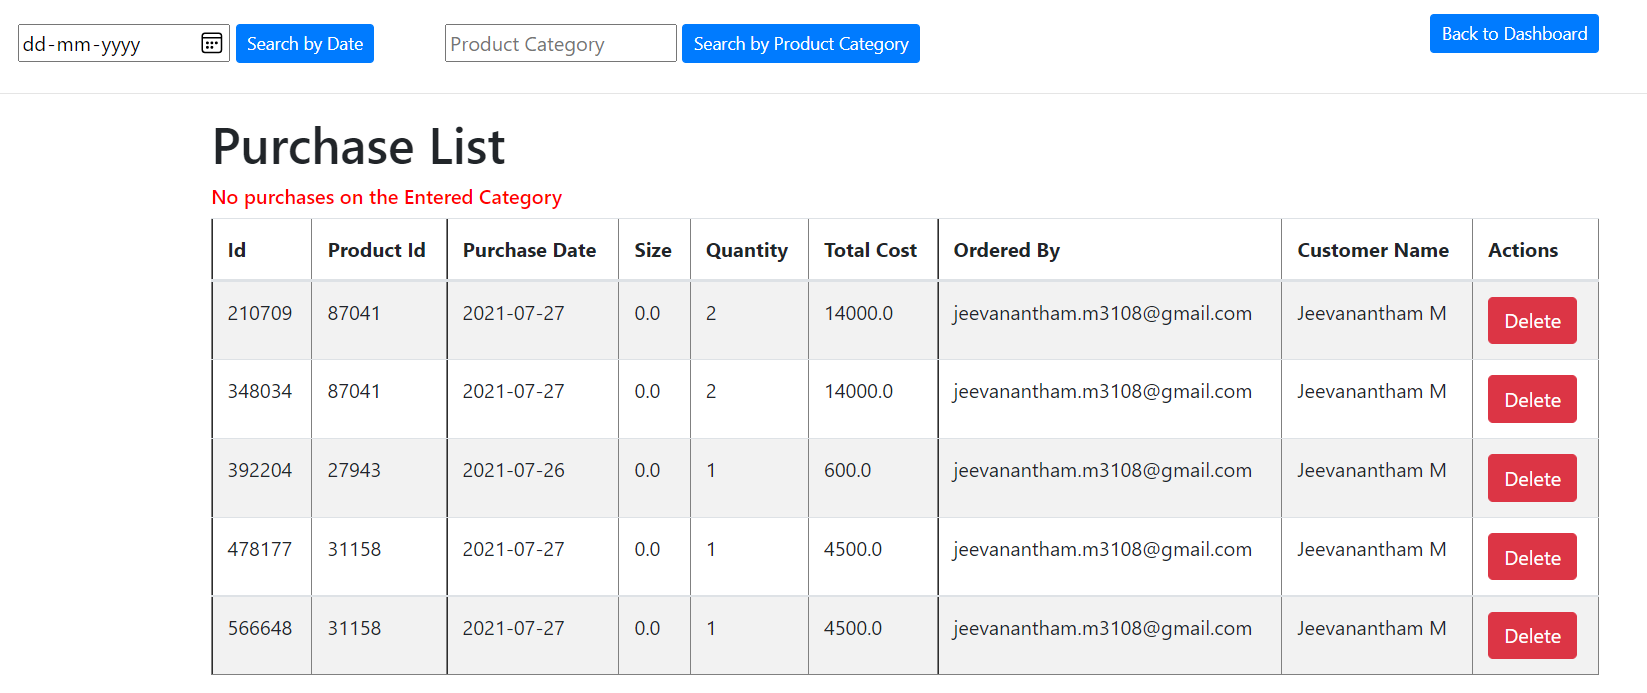 dd-mm-yyyy Search by Date Product Category Search by Product Category Back to Dashboard
Purchase List
No purchases on the Entered Category
Id Product Id Purchase Date Size Quantity Total Cost Ordered By Customer Name Actions
210709 87041 2021-07-27 0.0 2 14000.0 jeevanantham.m3108@gmail.com Jeevanantham M Delete
348034 87041 2021-07-27 0.0 2 14000.0 jeevanantham.m3108@gmail.com Jeevanantham M Delete
392204 27943 2021-07-26 0.0 1 600.0 jeevanantham.m3108@gmail.com Jeevanantham M Delete
478177 31158 2021-07-27 0.0 1 4500.0 jeevanantham.m3108@gmail.com Jeevanantham M Delete
566648 31158 2021-07-27 0.0 1 4500.0 jeevanantham.m3108@gmail.com Jeevanantham M Delete